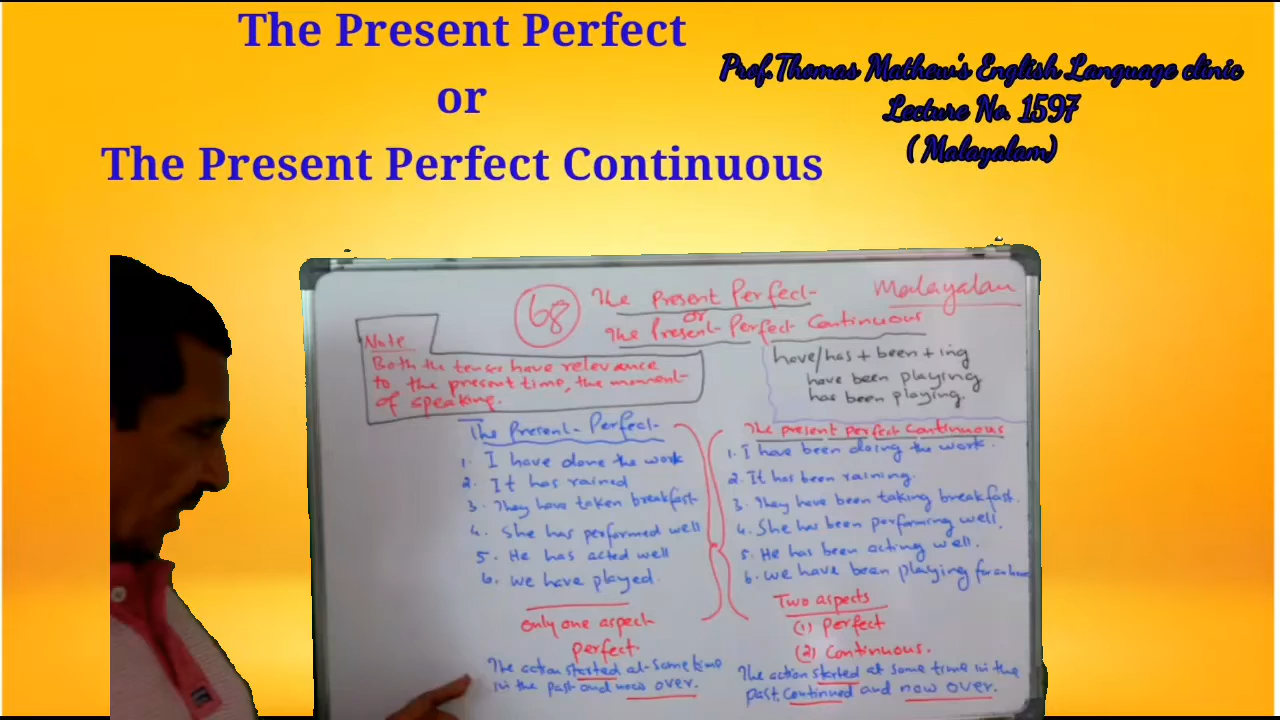 The Present Perfect
or
The Present Perfect Continuous
Prof.Thomas Mathew's English Language clinic
Lecture No. 1597
( Malayalam)
68
The Present Perfect
or
The Present Perfect Continuous
Malayalam
Note
Both the tenses have relevance
to the present time, the moment
of speaking.
have/has + been + ing
have been playing
has been playing.
The Present Perfect
1. I have done the work
2. It has rained
3. They have taken breakfast
4. She has performed well
5. He has acted well
6. We have played.
only one aspect
perfect
The action started at some time
in the past and now over.
The present perfect Continuous
1. I have been doing the work.
2. It has been raining.
3. They have been taking breakfast.
4. She has been performing well.
5. He has been acting well.
6. We have been playing for an hour
Two aspects
(1) Perfect
(2) Continuous.
The action started at some time in the
past, continued and now over.